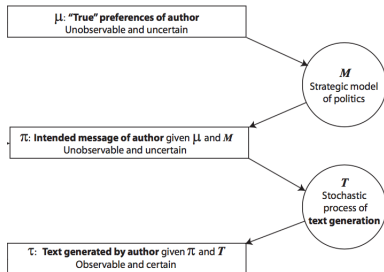 μ: “True” preferences of author
Unobservable and uncertain
M
Strategic model
of politics
π: Intended message of author given μ and M
Unobservable and uncertain
T
Stochastic
process of
text generation
τ: Text generated by author given π and T
Observable and certain